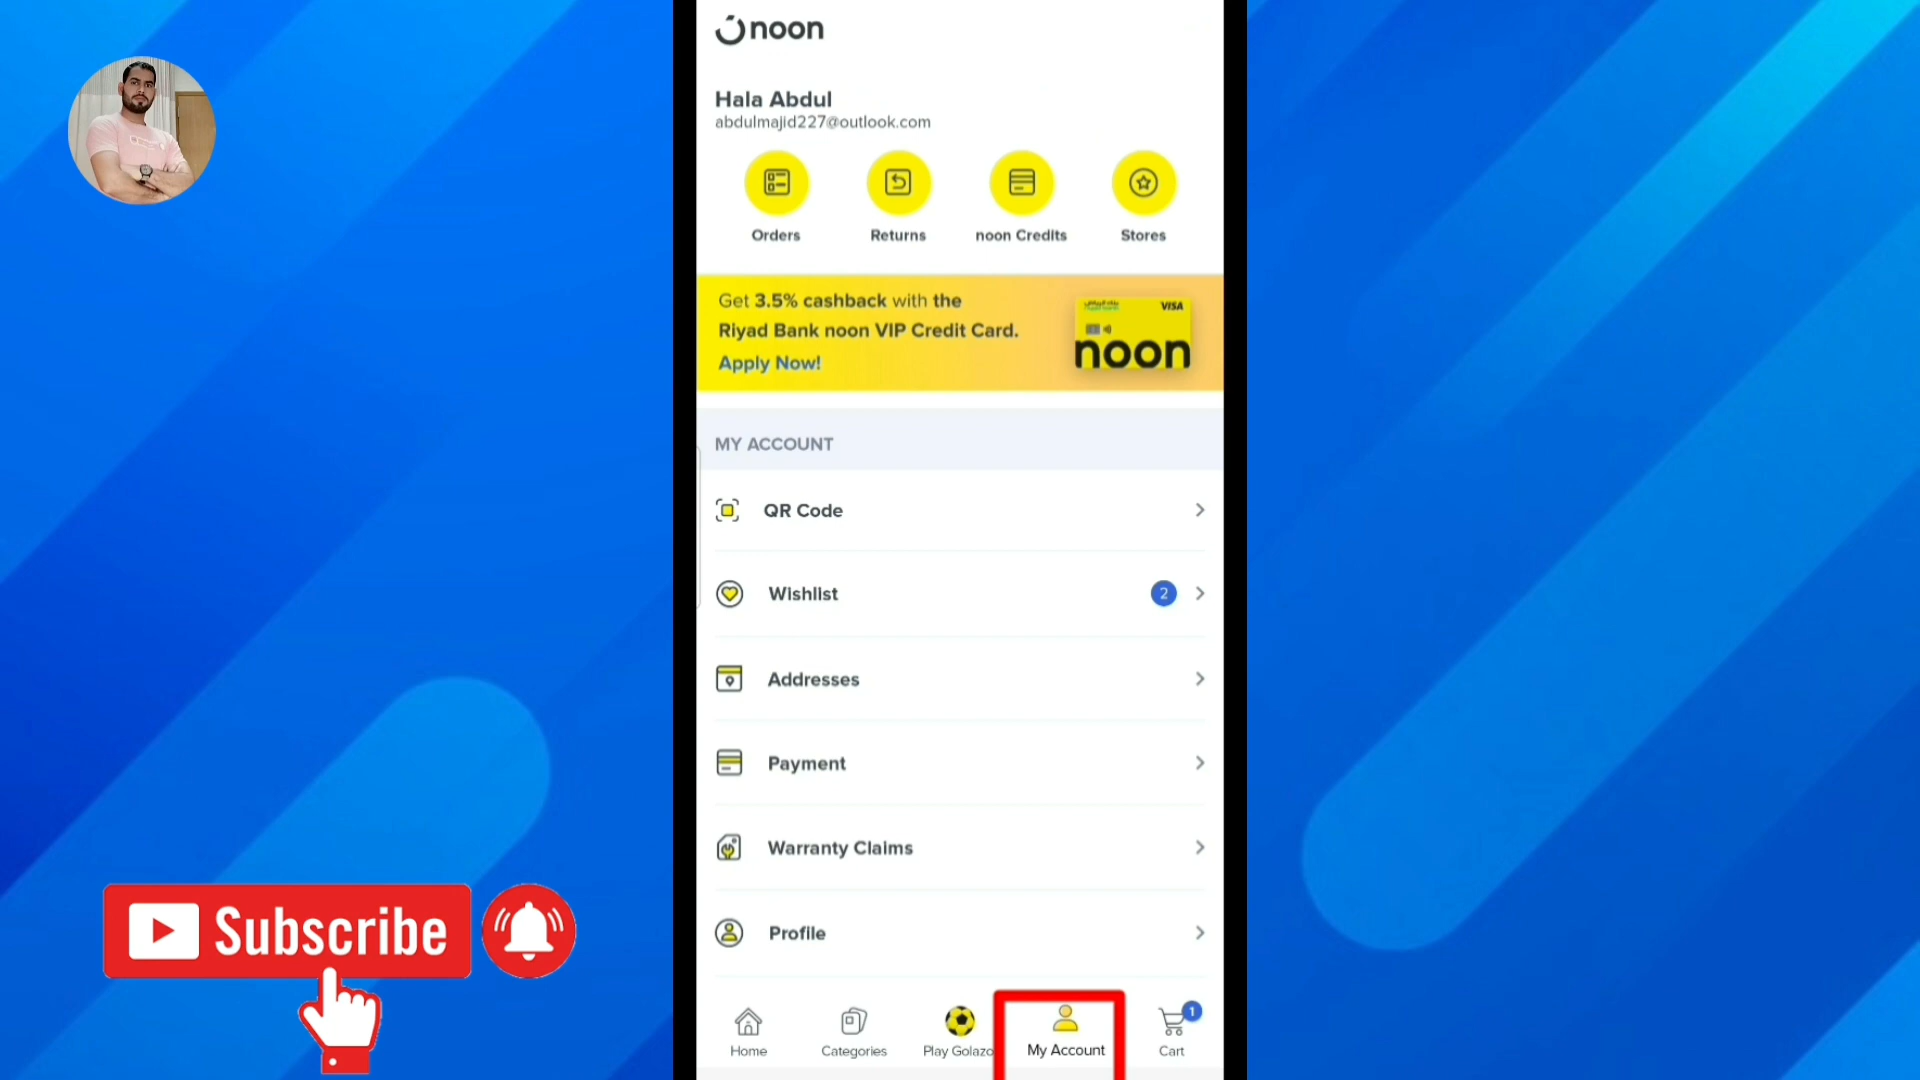 noon
Hala Abdul
abdulmajid227@outlook.com
Orders
Returns
noon Credits
Stores
Get 3.5% cashback with the
Riyad Bank noon VIP Credit Card.
Apply Now!
VISA
noon
MY ACCOUNT
QR Code
Wishlist
2
Addresses
Payment
Warranty Claims
Profile
Subscribe
Home
Categories
Play Golazo
My Account
1
Cart